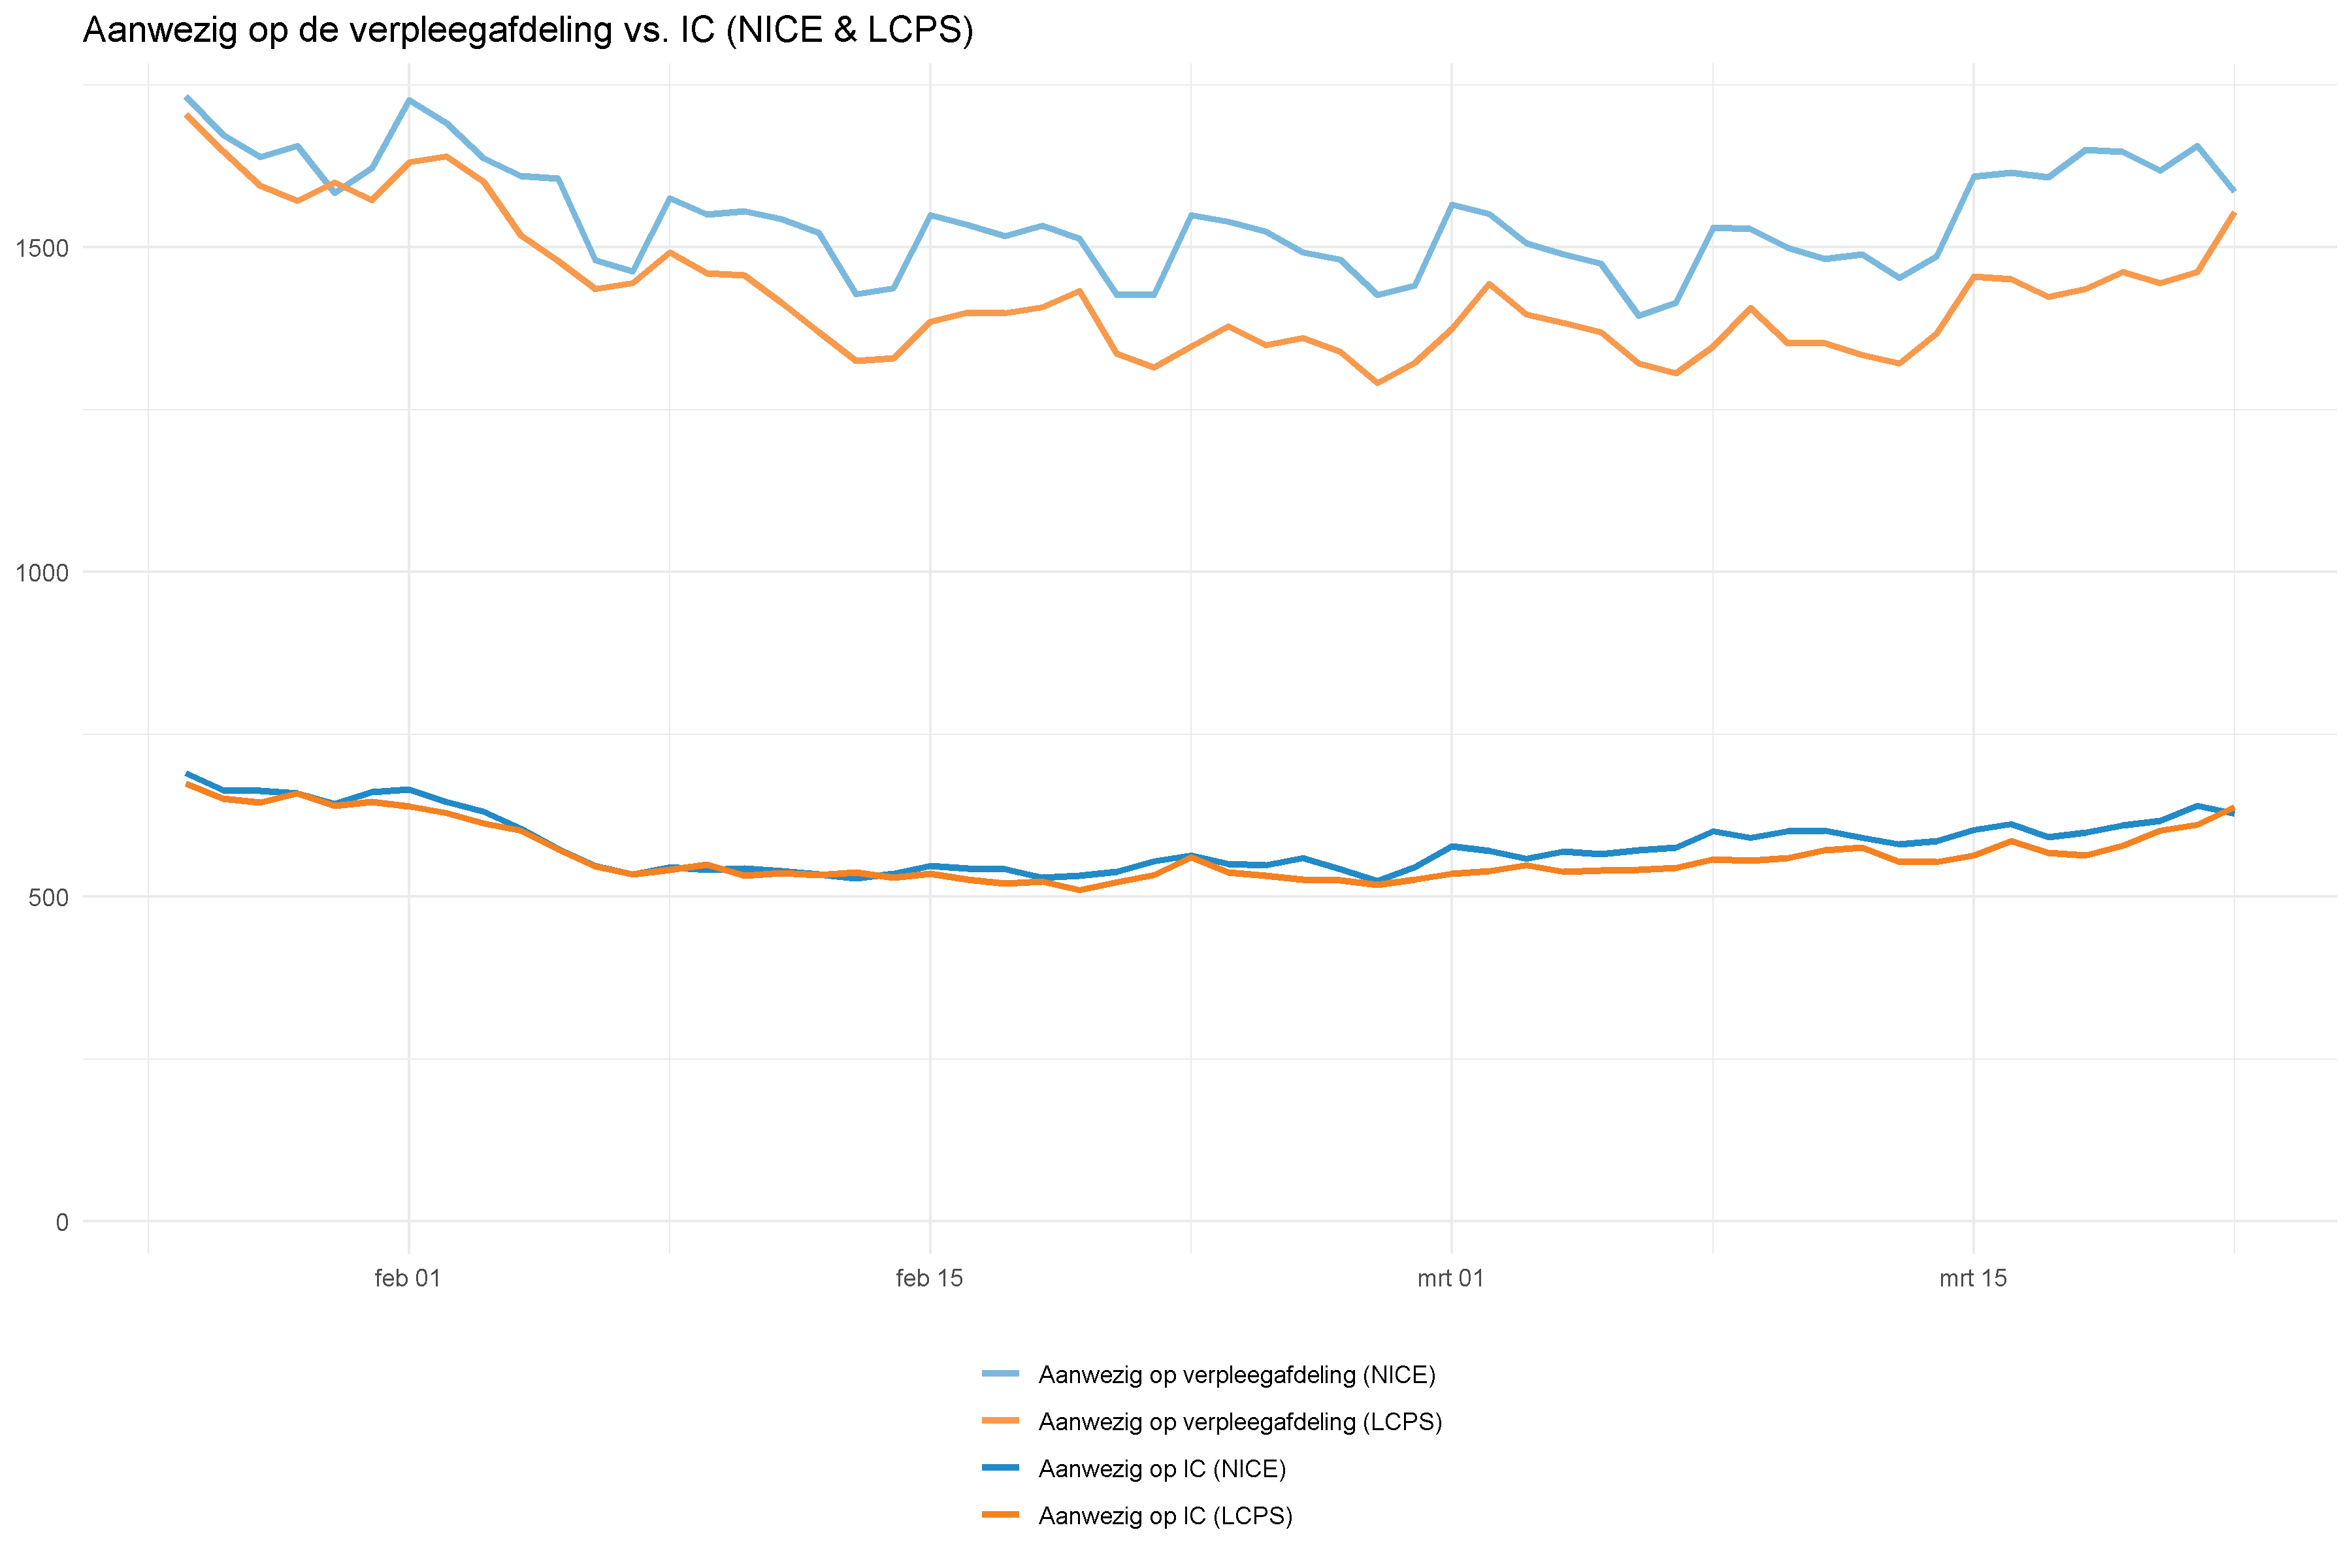 Aanwezig op de verpleegafdeling vs. IC (NICE & LCPS)
1500
1000
500
0
feb 01
feb 15
mrt 01
mrt 15
Aanwezig op verpleegafdeling (NICE)
Aanwezig op verpleegafdeling (LCPS)
Aanwezig op IC (NICE)
Aanwezig op IC (LCPS)